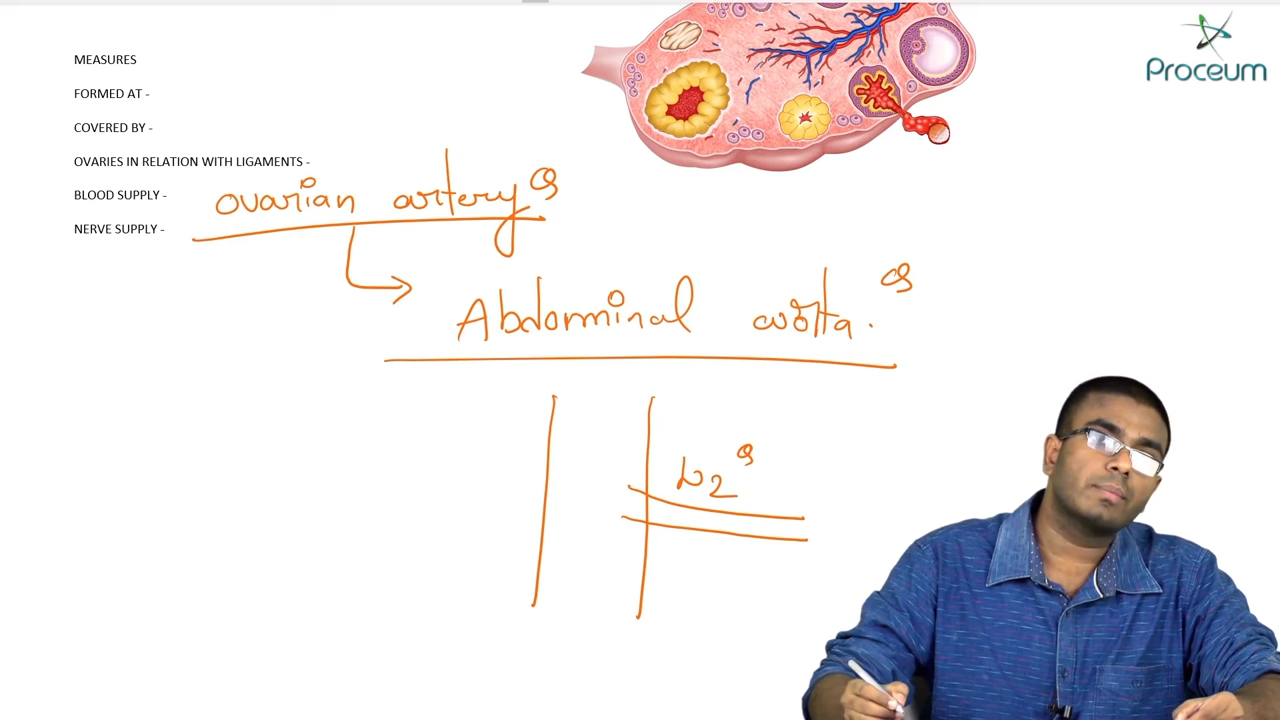 Proceum
MEASURES
FORMED AT -
COVERED BY -
OVARIES IN RELATION WITH LIGAMENTS -
BLOOD SUPPLY - ovarian artery
NERVE SUPPLY -
Abdominal aorta.
L2